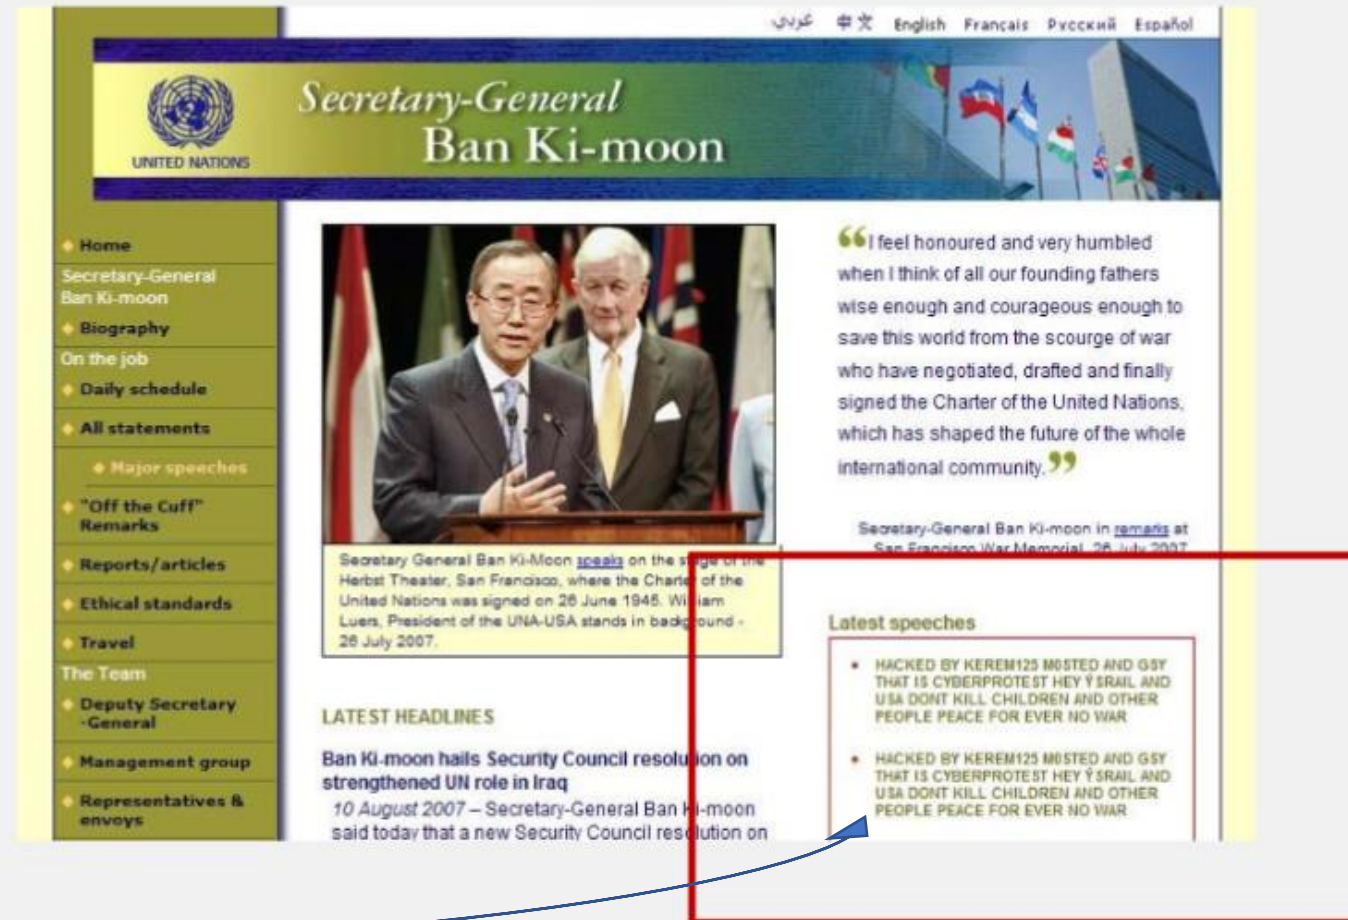 عربي 中文 English Français Русский Español
Secretary-General
Ban Ki-moon
UNITED NATIONS
Home
Secretary-General
Ban Ki-moon
Biography
On the job
Daily schedule
All statements
Major speeches
"Off the Cuff"
Remarks
Reports/articles
Ethical standards
Travel
The Team
Deputy Secretary
-General
Management group
Representatives &
envoys
Secretary General Ban Ki-Moon speaks on the stage of the
Herbst Theater, San Francisco, where the Charter of the
United Nations was signed on 26 June 1945. William
Luers, President of the UNA-USA stands in background -
26 July 2007.
LATEST HEADLINES
Ban Ki-moon hails Security Council resolution on
strengthened UN role in Iraq
10 August 2007 – Secretary-General Ban Ki-moon
said today that a new Security Council resolution on
“I feel honoured and very humbled
when I think of all our founding fathers
wise enough and courageous enough to
save this world from the scourge of war
who have negotiated, drafted and finally
signed the Charter of the United Nations,
which has shaped the future of the whole
international community.”
Secretary-General Ban Ki-moon in remarks at
San Francisco War Memorial, 26 July 2007
Latest speeches
HACKED BY KEREM125 M0STED AND GSY
THAT IS CYBERPROTEST HEY ÝSRAIL AND
USA DONT KILL CHILDREN AND OTHER
PEOPLE PEACE FOR EVER NO WAR
HACKED BY KEREM125 M0STED AND GSY
THAT IS CYBERPROTEST HEY ÝSRAIL AND
USA DONT KILL CHILDREN AND OTHER
PEOPLE PEACE FOR EVER NO WAR